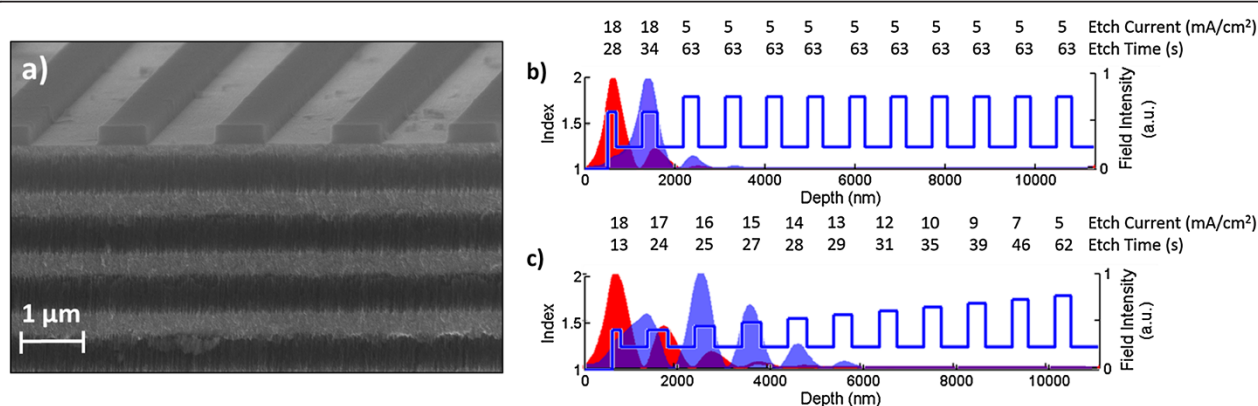 a)
1 μm
b)
18 18 5 5 5 5 5 5 5 5 5 Etch Current (mA/cm²)
28 34 63 63 63 63 63 63 63 63 63 Etch Time (s)
2
1.5
1
Index
0 2000 4000 6000 8000 10000
Depth (nm)
1
0
Field Intensity
(a.u.)
c)
18 17 16 15 14 13 12 10 9 7 5 Etch Current (mA/cm²)
13 24 25 27 28 29 31 35 39 46 62 Etch Time (s)
2
1.5
1
Index
0 2000 4000 6000 8000 10000
Depth (nm)
1
0
Field Intensity
(a.u.)